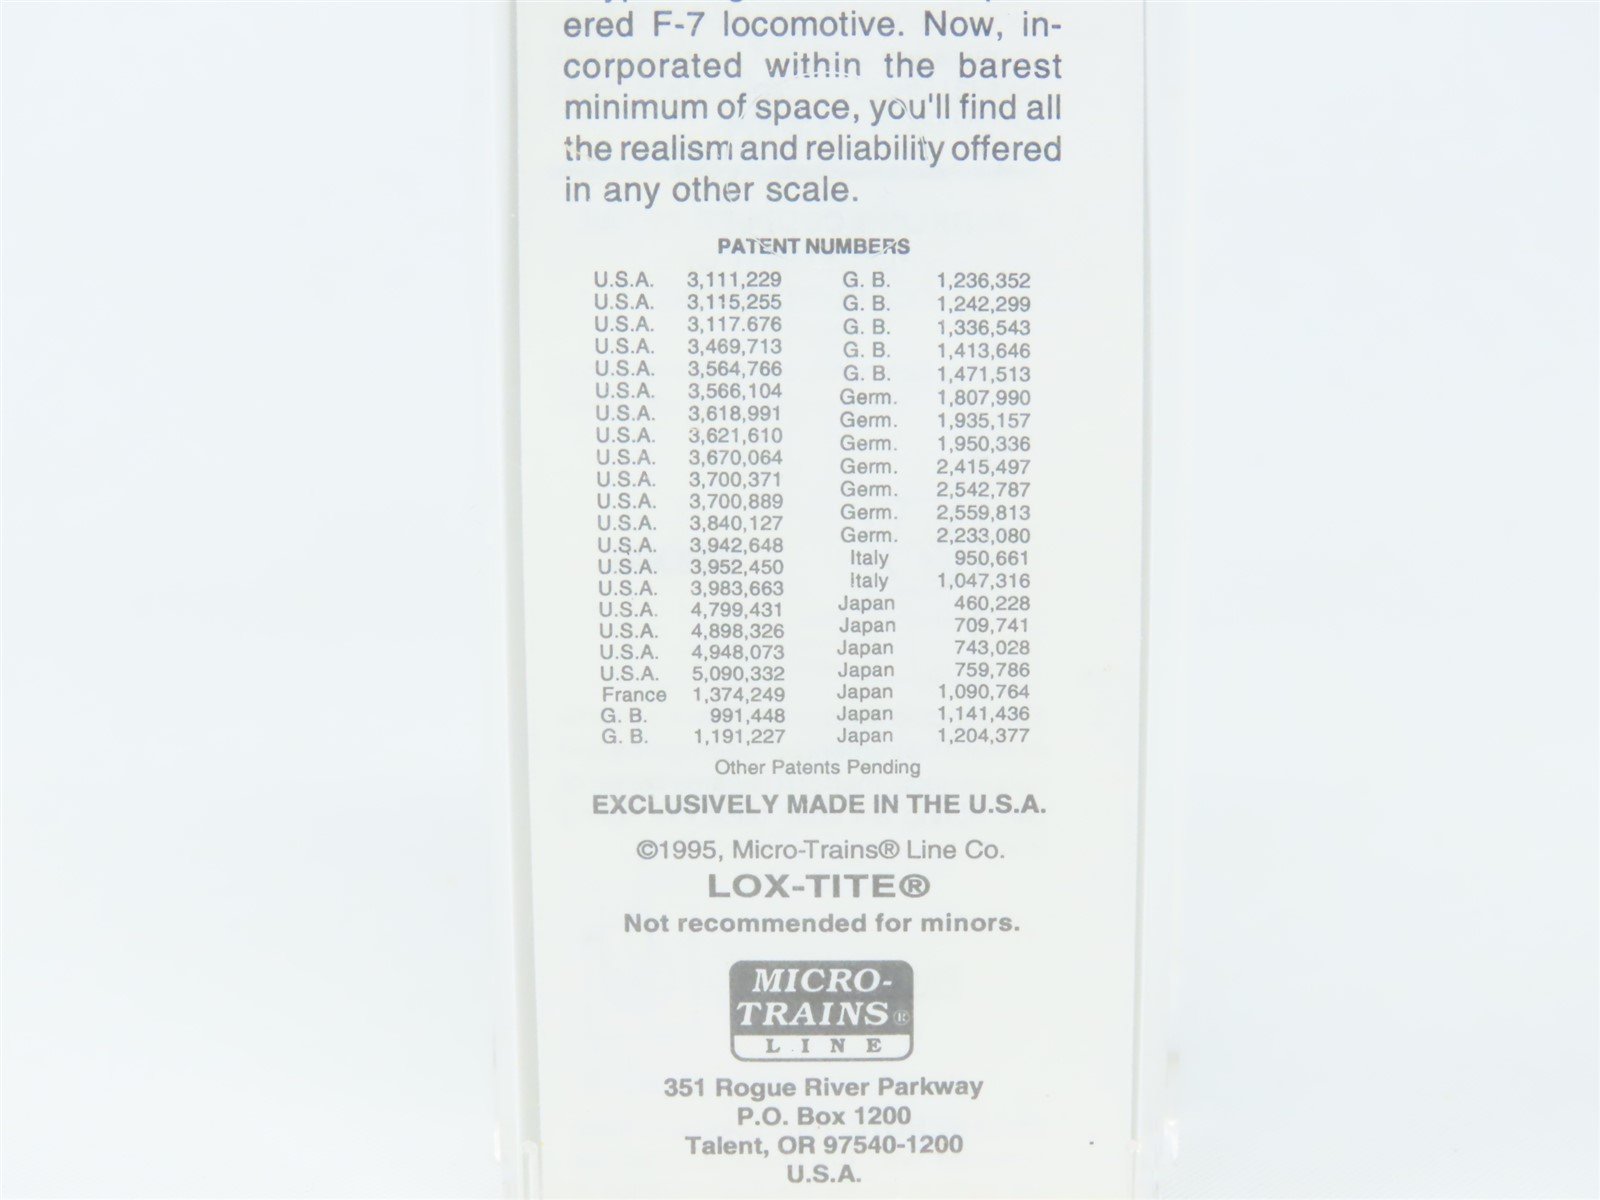 ered F-7 locomotive. Now, in-
corporated within the barest
minimum of space, you'll find all
the realism and reliability offered
in any other scale.
PATENT NUMBERS
U.S.A. 3,111,229
U.S.A. 3,115,255
U.S.A. 3,117.676
U.S.A. 3,469,713
U.S.A. 3,564,766
U.S.A. 3,566,104
U.S.A. 3,618,991
U.S.A. 3,621,610
U.S.A. 3,670,064
U.S.A. 3,700,371
U.S.A. 3,700,889
U.S.A. 3,840,127
U.S.A. 3,942,648
U.S.A. 3,952,450
U.S.A. 3,983,663
U.S.A. 4,799,431
U.S.A. 4,898,326
U.S.A. 4,948,073
U.S.A. 5,090,332
France 1,374,249
G. B. 991,448
G. B. 1,191,227
G. B. 1,236,352
G. B. 1,242,299
G. B. 1,336,543
G. B. 1,413,646
G. B. 1,471,513
Germ. 1,807,990
Germ. 1,935,157
Germ. 1,950,336
Germ. 2,415,497
Germ. 2,542,787
Germ. 2,559,813
Germ. 2,233,080
Italy 950,661
Italy 1,047,316
Japan 460,228
Japan 709,741
Japan 743,028
Japan 759,786
Japan 1,090,764
Japan 1,141,436
Japan 1,204,377
Other Patents Pending
EXCLUSIVELY MADE IN THE U.S.A.
©1995, Micro-Trains® Line Co.
LOX-TITE®
Not recommended for minors.
MICRO-
TRAINS®
LINE
351 Rogue River Parkway
P.O. Box 1200
Talent, OR 97540-1200
U.S.A.